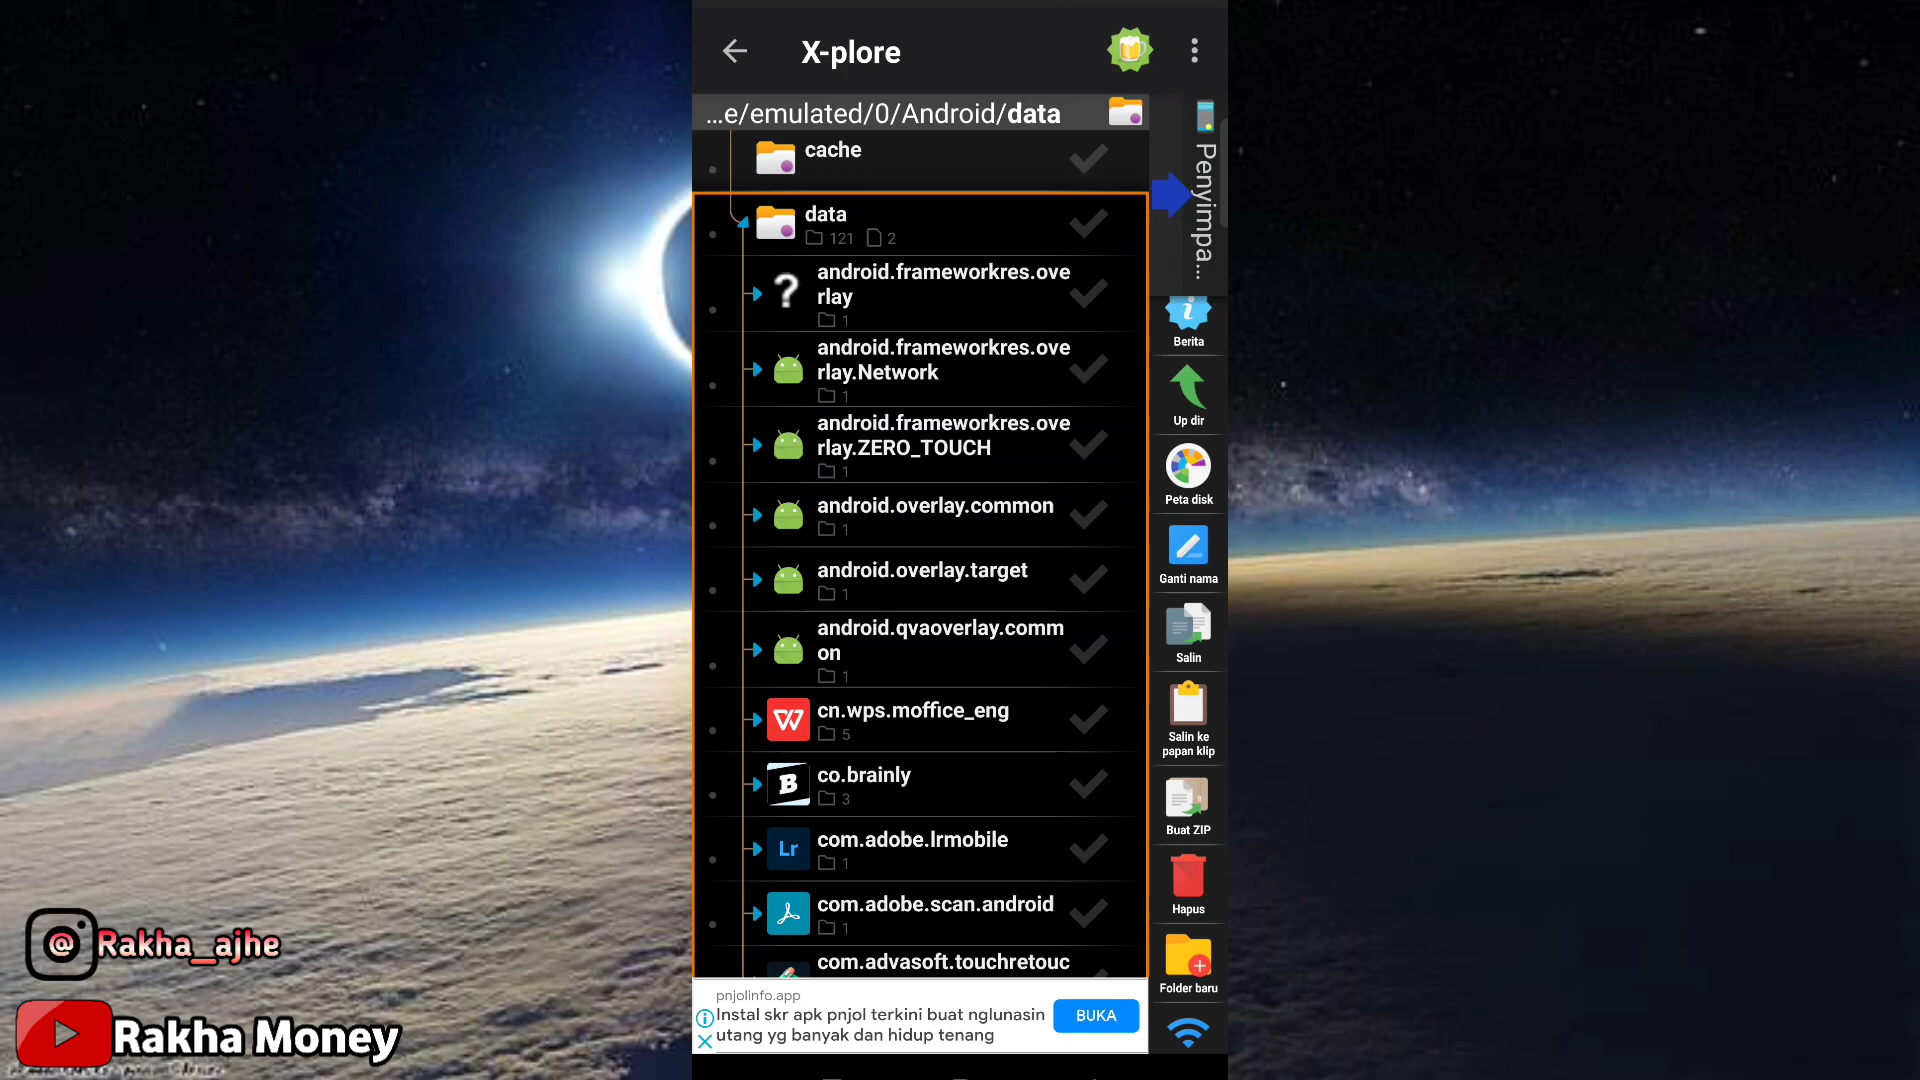 X-plore
...e/emulated/0/Android/data
cache
data
121 2
android.frameworkres.ove
rlay
1
android.frameworkres.ove
rlay.Network
1
android.frameworkres.ove
rlay.ZERO_TOUCH
1
android.overlay.common
1
android.overlay.target
1
android.qvaoverlay.comm
on
1
cn.wps.moffice_eng
5
B
co.brainly
3
Lr
com.adobe.lrmobile
1
com.adobe.scan.android
1
com.advasoft.touchretouc
Penyimpa...
Berita
Up dir
Peta disk
Ganti nama
Salin
Salin ke
papan klip
Buat ZIP
Hapus
Folder baru
pnjolinfo.app
Instal skr apk pnjol terkini buat nglunasin
utang yg banyak dan hidup tenang
BUKA
Rakha_ajhe
Rakha Money